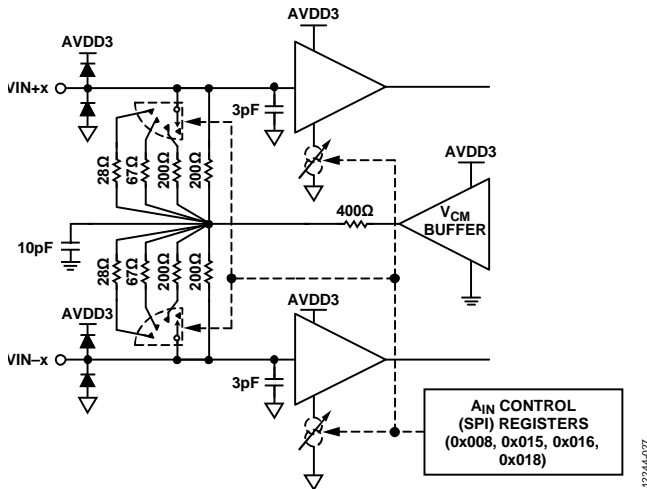 AVDD3
AVDD3
VIN+x
3pF
28Ω
67Ω
200Ω
200Ω
AVDD3
400Ω
VCM
BUFFER
10pF
28Ω
67Ω
200Ω
200Ω
AVDD3
AVDD3
VIN–x
3pF
AIN CONTROL
(SPI) REGISTERS
(0x008, 0x015, 0x016,
0x018)
12244-027